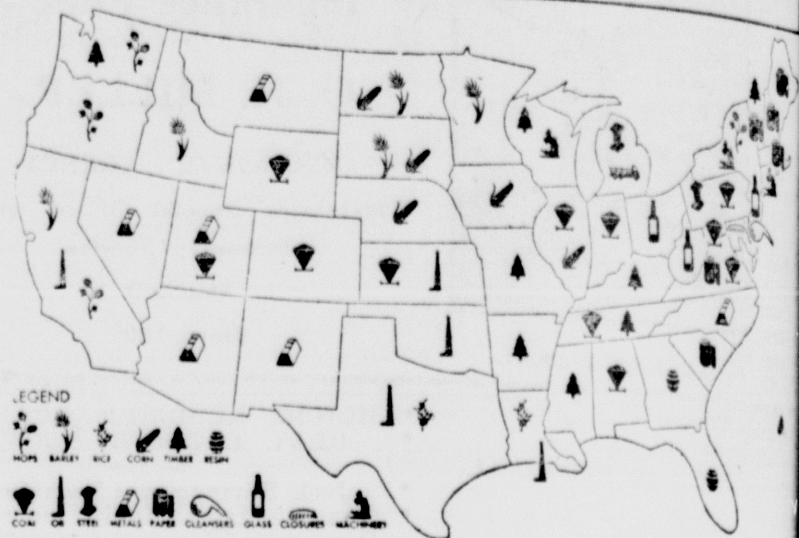 LEGEND
HOPS BARLEY RICE CORN TIMBER RESIN
COAL OIL STEEL METALS PAPER CLEANSERS GLASS CLOSURES MACHINERY